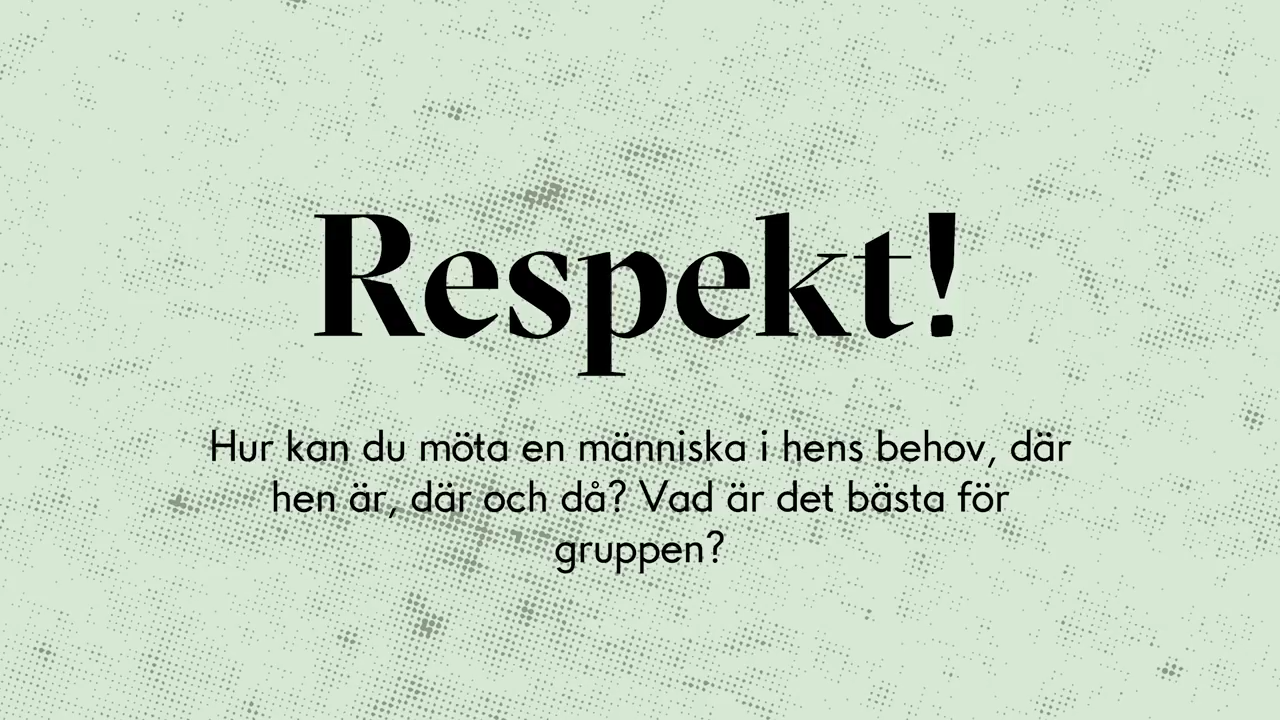 Respekt!
Hur kan du möta en människa i hens behov, där
hen är, där och då? Vad är det bästa för
gruppen?